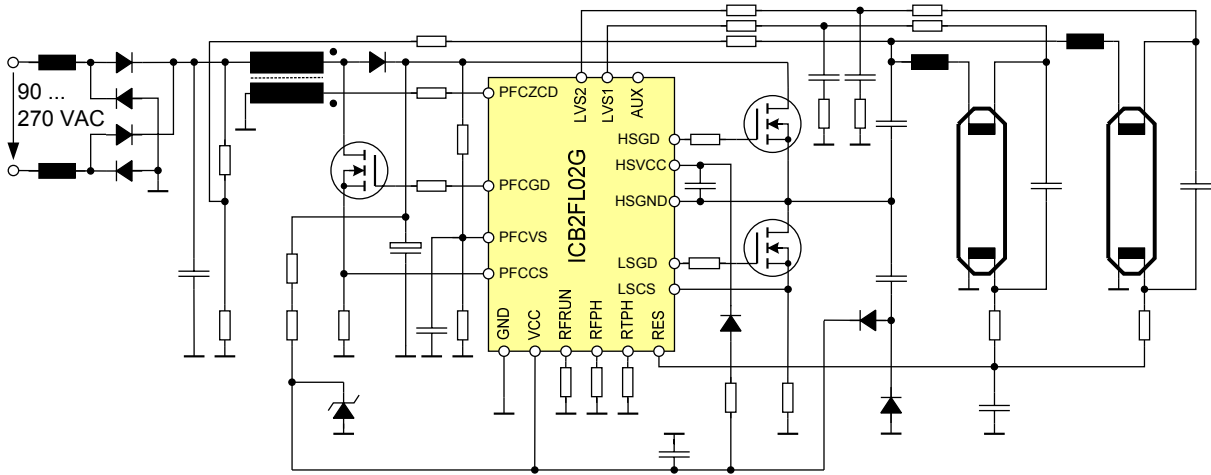 90 ...
270 VAC
PFCZCD
PFCGD
PFCVS
PFCCS
LVS2
LVS1
AUX
ICB2FL02G
HSGD
HSVCC
HSGND
LSGD
LSCS
GND
VCC
RFRUN
RFPH
RTPH
RES